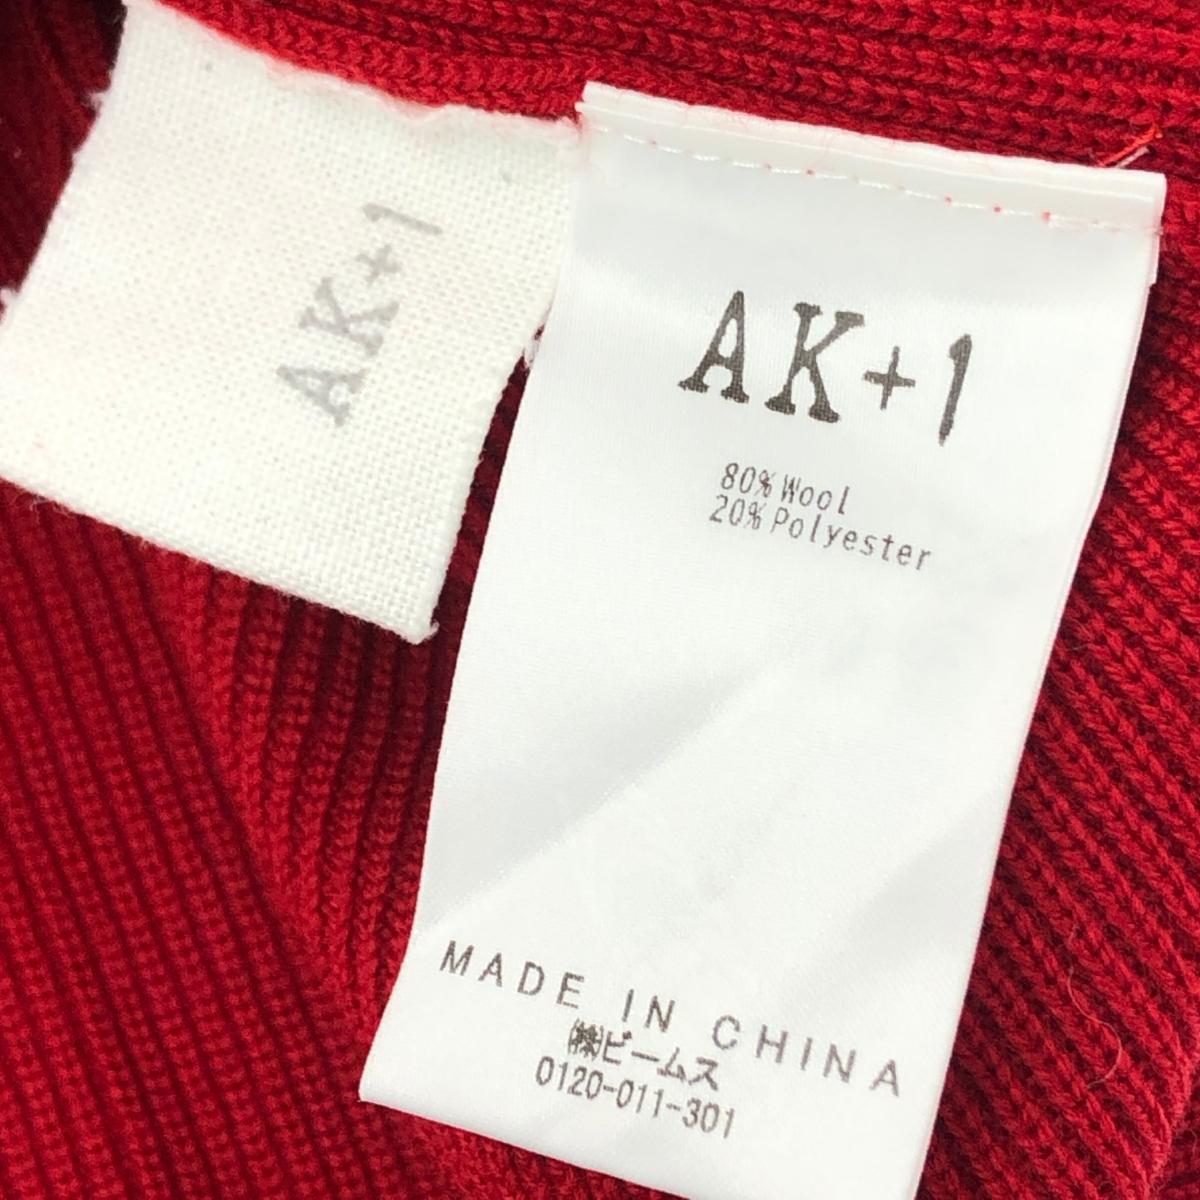 AK+1
AK+1
80% Wool
20% Polyester
MADE IN CHINA
㈱ビームス
0120-011-301